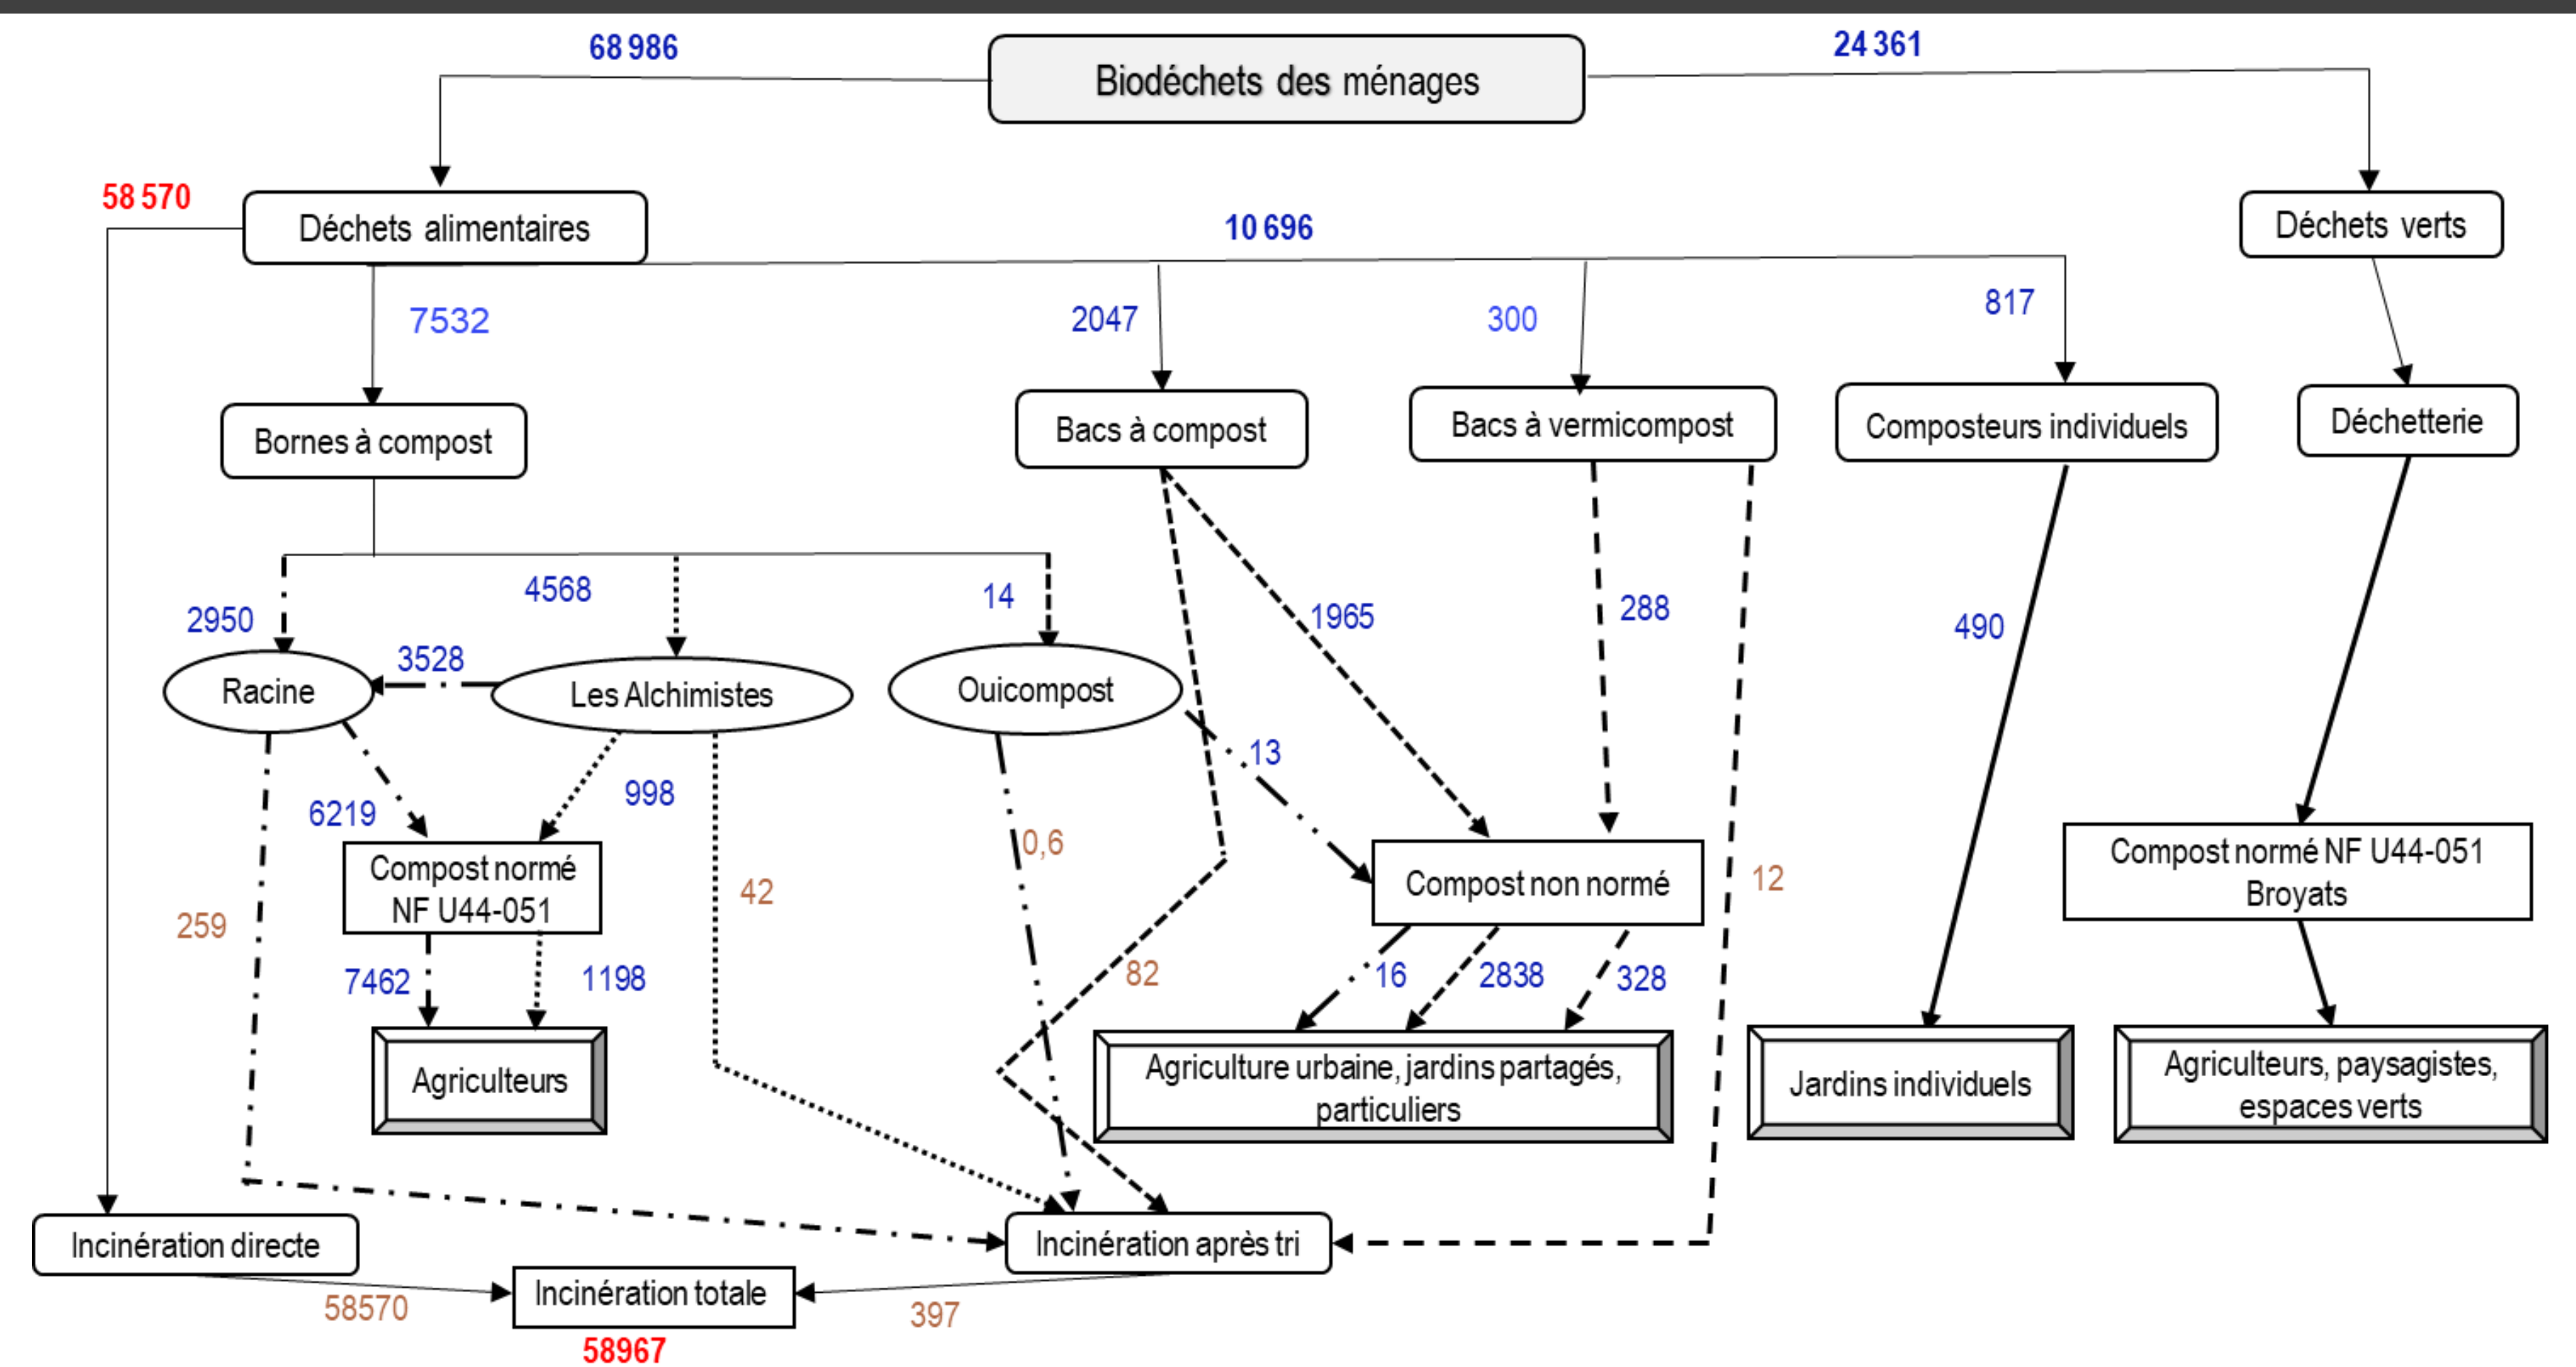 68 986
Biodéchets des ménages
24 361
58 570
Déchets alimentaires
10 696
Déchets verts
7532
2047
300
817
Bornes à compost
Bacs à compost
Bacs à vermicompost
Composteurs individuels
Déchetterie
2950
4568
14
1965
288
490
3528
Racine
Les Alchimistes
Ouicompost
13
6219
998
0,6
Compost normé
NF U44-051
42
Compost non normé
12
Compost normé NF U44-051
Broyats
259
7462
1198
82
16
2838
328
Agriculteurs
Agriculture urbaine, jardins partagés,
particuliers
Jardins individuels
Agriculteurs, paysagistes,
espaces verts
Incinération directe
Incinération après tri
58570
Incinération totale
397
58967